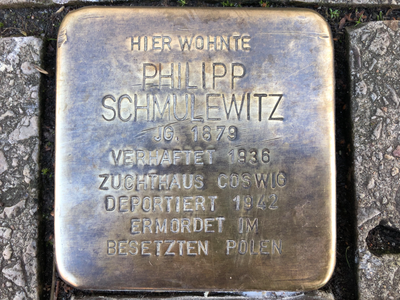 HIER WOHNTE
PHILIPP
SCHMULEWITZ
JG. 1879
VERHAFTET 1936
ZUCHTHAUS COSWIG
DEPORTIERT 1942
ERMORDET IM
BESETZTEN POLEN